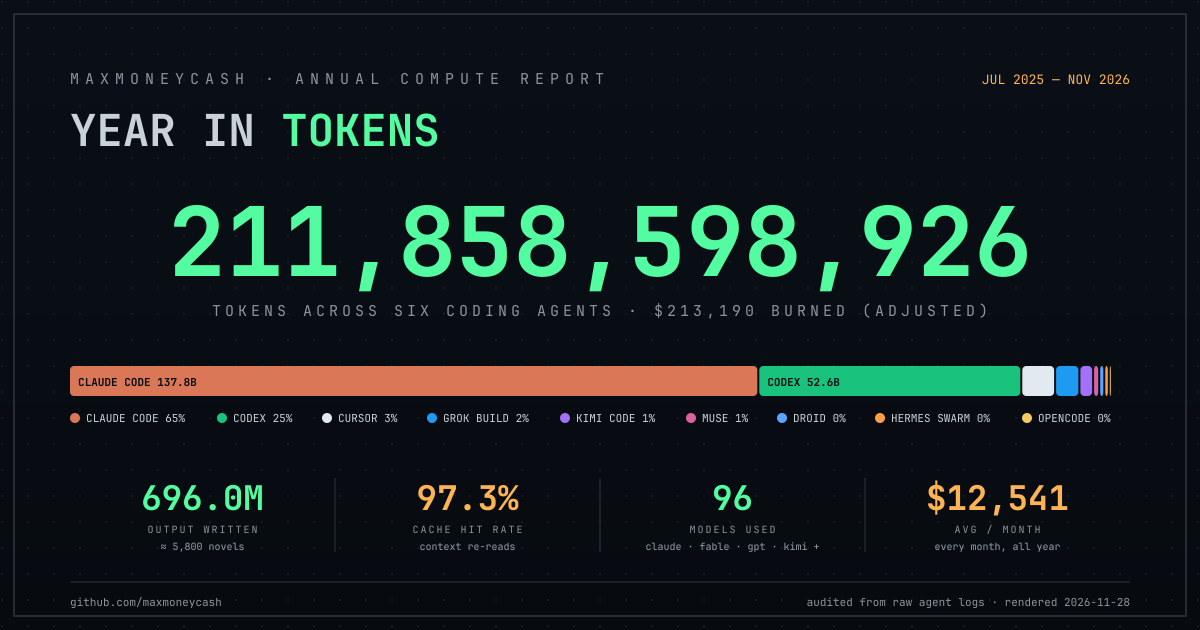 MAXMONEYCASH · ANNUAL COMPUTE REPORT
JUL 2025 — NOV 2026
YEAR IN TOKENS
211,858,598,926
TOKENS ACROSS SIX CODING AGENTS · $213,190 BURNED (ADJUSTED)
CLAUDE CODE 137.8B
CODEX 52.6B
CLAUDE CODE 65%
CODEX 25%
CURSOR 3%
GROK BUILD 2%
KIMI CODE 1%
MUSE 1%
DROID 0%
HERMES SWARM 0%
OPENCODE 0%
696.0M
OUTPUT WRITTEN
≈ 5,800 novels
97.3%
CACHE HIT RATE
context re-reads
96
MODELS USED
claude · fable · gpt · kimi +
$12,541
AVG / MONTH
every month, all year
github.com/maxmoneycash
audited from raw agent logs · rendered 2026-11-28